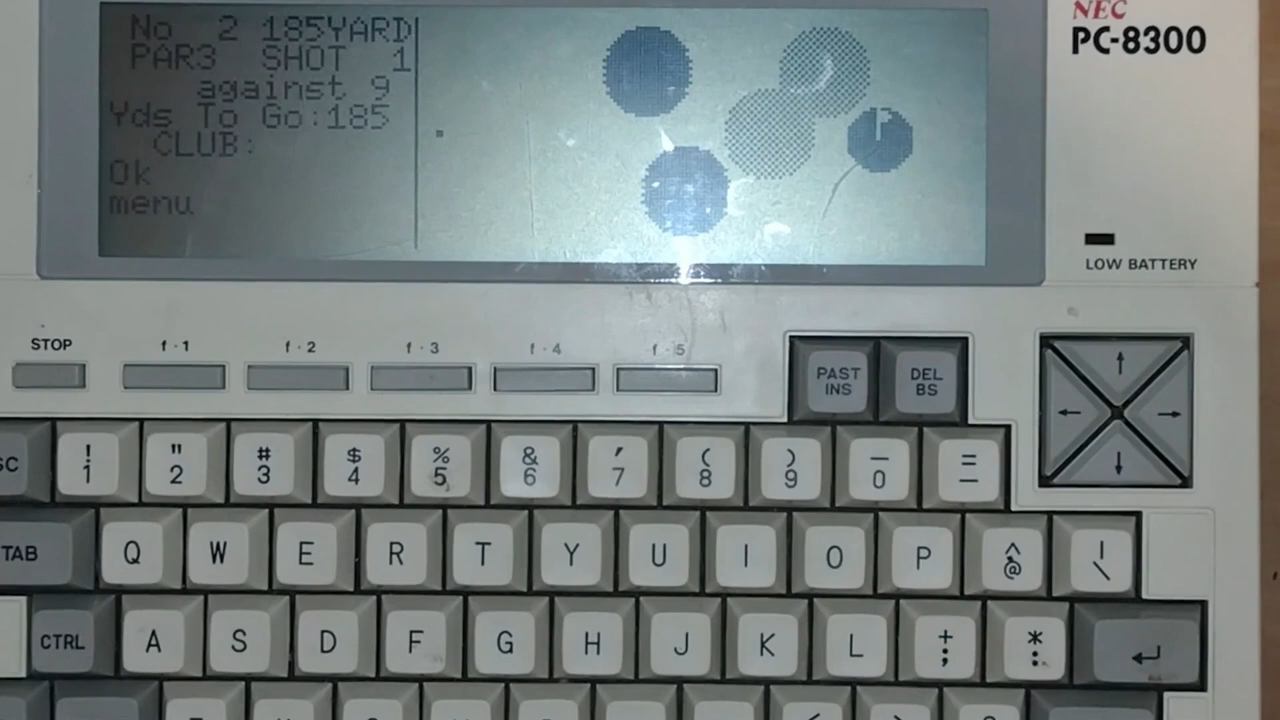 No 2 185YARD
PAR3 SHOT 1
against 9
Yds To Go:185
CLUB:
Ok
menu
NEC
PC-8300
LOW BATTERY
STOP f·1 f·2 f·3 f·4 f·5
PAST INS
DEL BS
SC ! 1 " 2 # 3 $ 4 % 5 & 6 ' 7 ( 8 ) 9 _ 0 = -
TAB Q W E R T Y U I O P ^ @ | \
CTRL A S D F G H J K L + ; * :